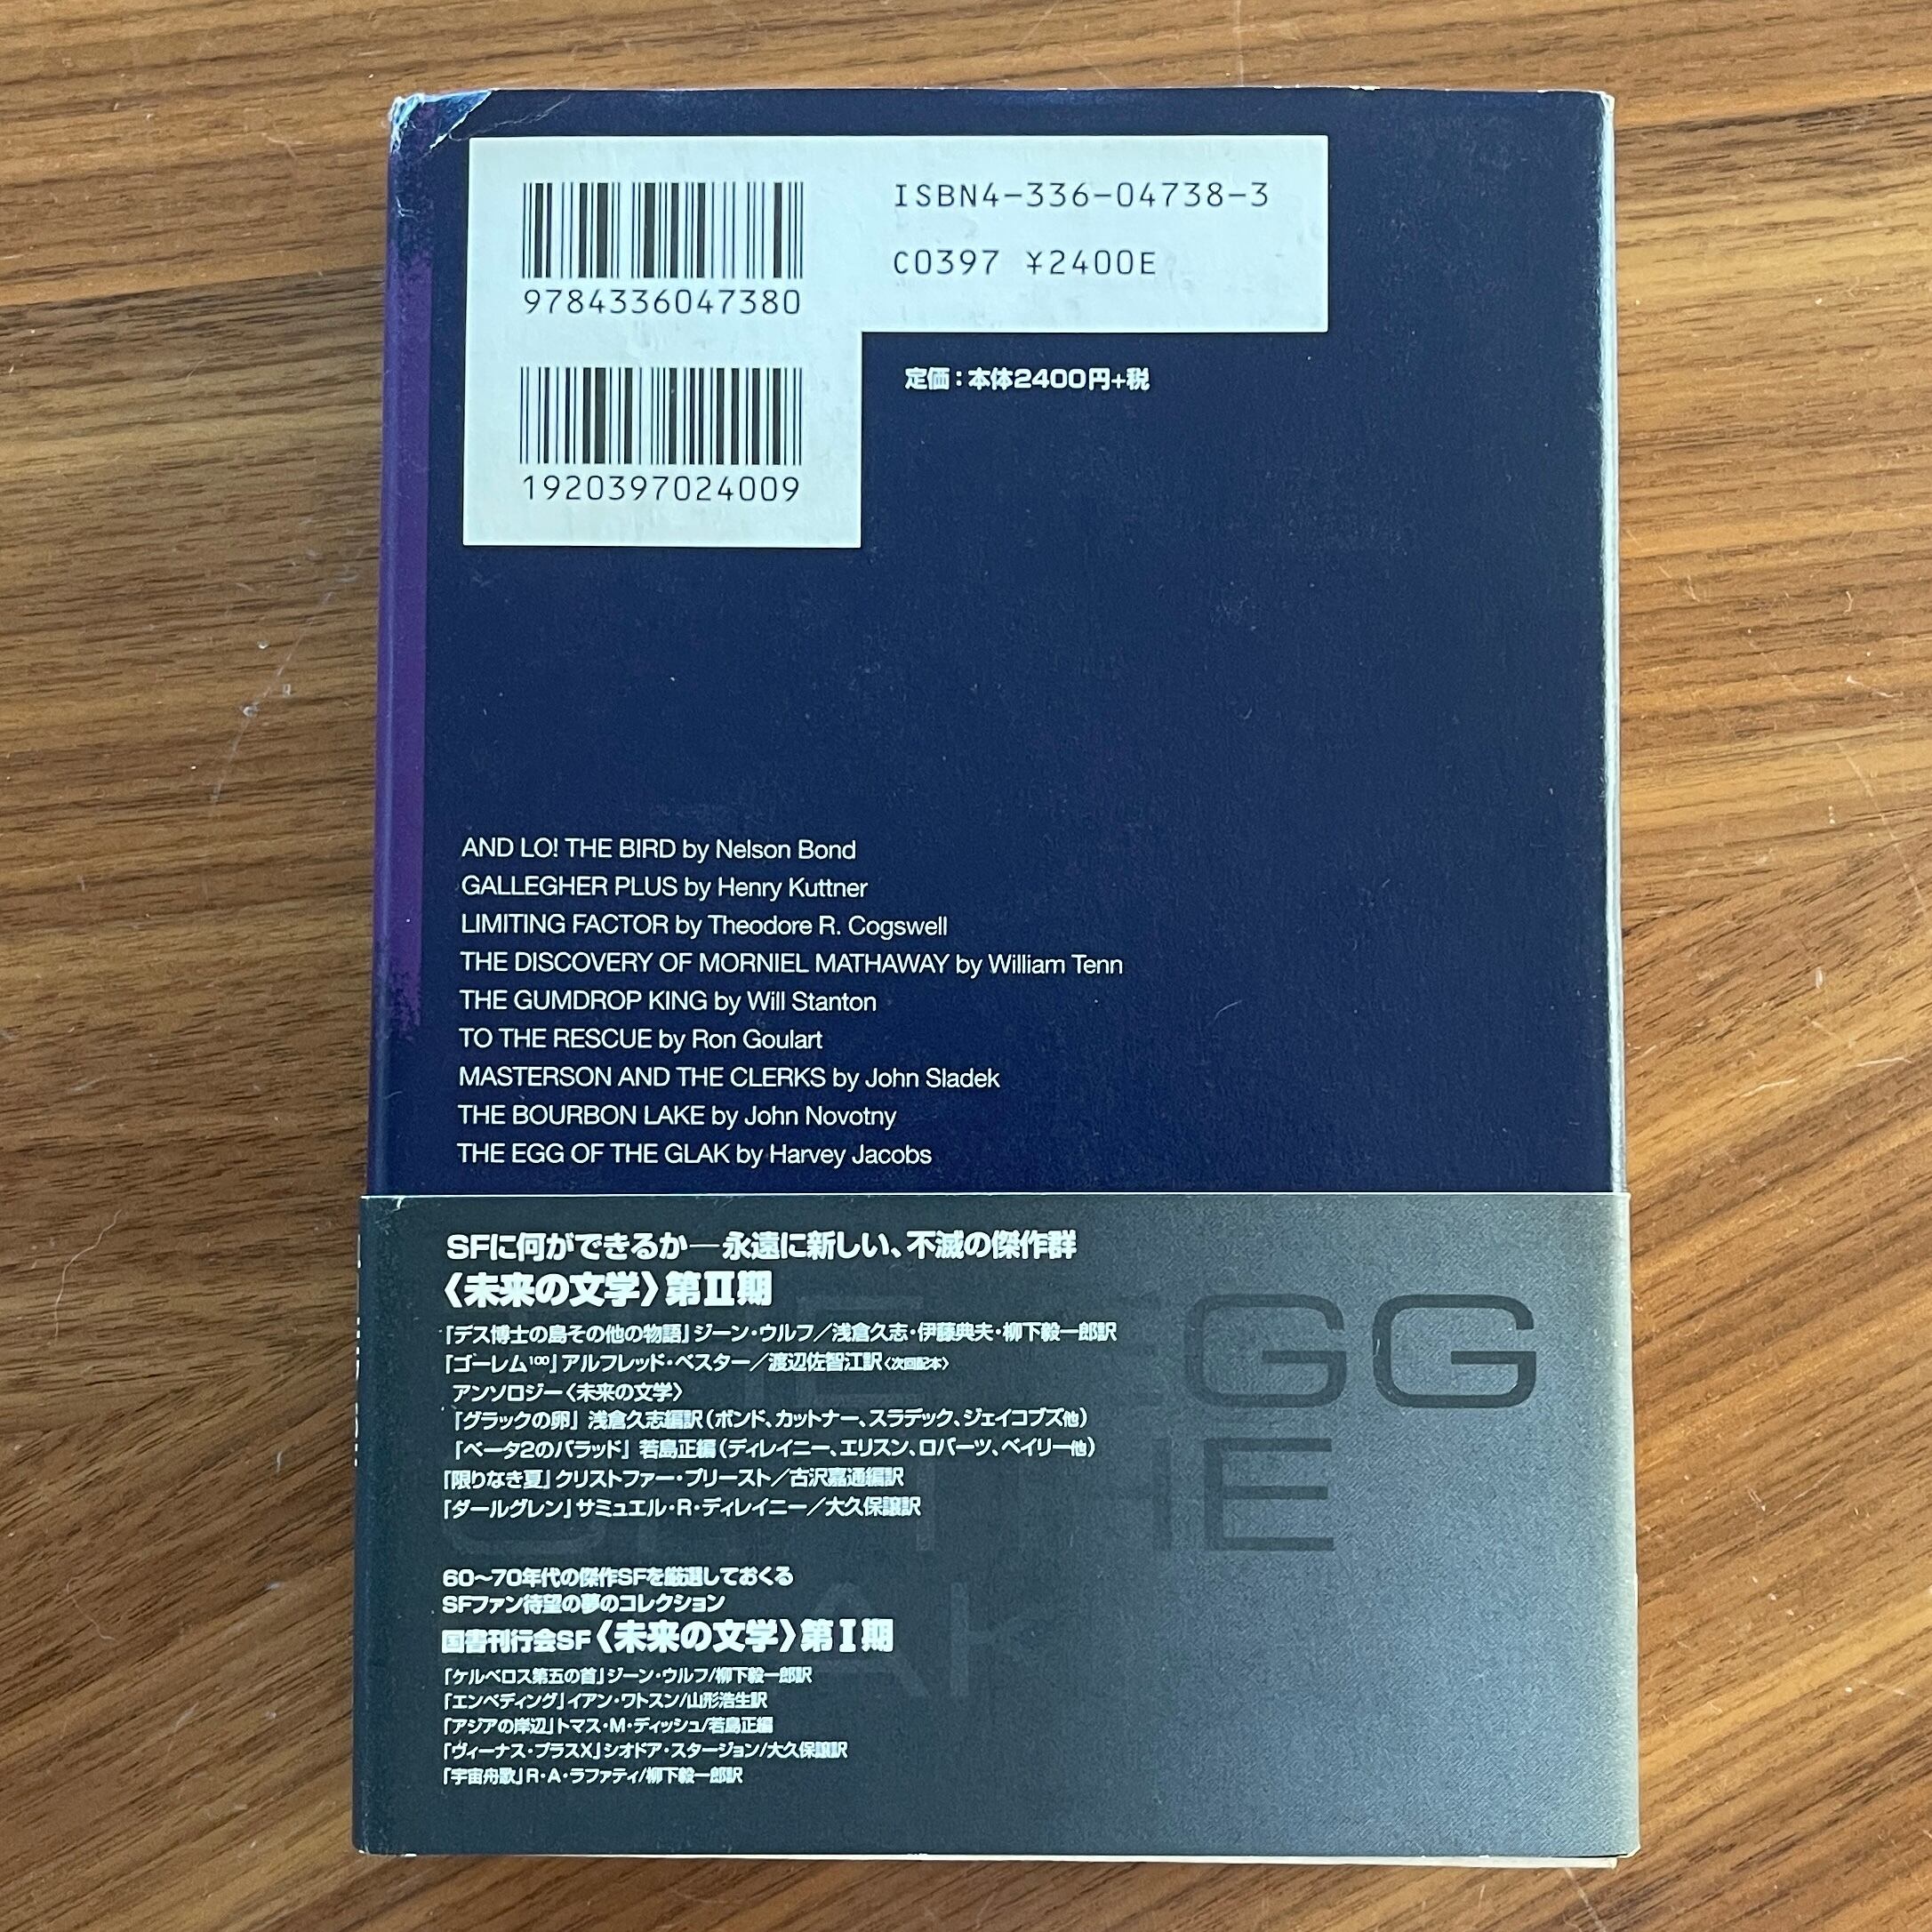 ISBN4-336-04738-3
C0397 ¥2400E
9784336047380
定価：本体2400円+税
1920397024009
AND LO! THE BIRD by Nelson Bond
GALLEGHER PLUS by Henry Kuttner
LIMITING FACTOR by Theodore R. Cogswell
THE DISCOVERY OF MORNIEL MATHAWAY by William Tenn
THE GUMDROP KING by Will Stanton
TO THE RESCUE by Ron Goulart
MASTERSON AND THE CLERKS by John Sladek
THE BOURBON LAKE by John Novotny
THE EGG OF THE GLAK by Harvey Jacobs
SFに何ができるか―永遠に新しい、不滅の傑作群
〈未来の文学〉第Ⅱ期
『デス博士の島その他の物語』ジーン・ウルフ／浅倉久志・伊藤典夫・柳下毅一郎訳
『ゴーレム¹⁰⁰』アルフレッド・ベスター／渡辺佐智江訳〈次回配本〉
アンソロジー〈未来の文学〉
『グラックの卵』浅倉久志編訳（ボンド、カットナー、スラデック、ジェイコブズ他）
『ベータ2のバラッド』若島正編（ディレイニー、エリスン、ロバーツ、ベイリー他）
『限りなき夏』クリストファー・プリースト／古沢嘉通編訳
『ダールグレン』サミュエル・R・ディレイニー／大久保譲訳
60〜70年代の傑作SFを厳選しておくる
SFファン待望の夢のコレクション
国書刊行会SF〈未来の文学〉第Ⅰ期
『ケルベロス第五の首』ジーン・ウルフ/柳下毅一郎訳
『エンベディング』イアン・ワトスン/山形浩生訳
『アジアの岸辺』トマス・M・ディッシュ/若島正編
『ヴィーナス・プラスX』シオドア・スタージョン/大久保譲訳
『宇宙舟歌』R・A・ラファティ/柳下毅一郎訳
THE EGG
OF THE
GLAK